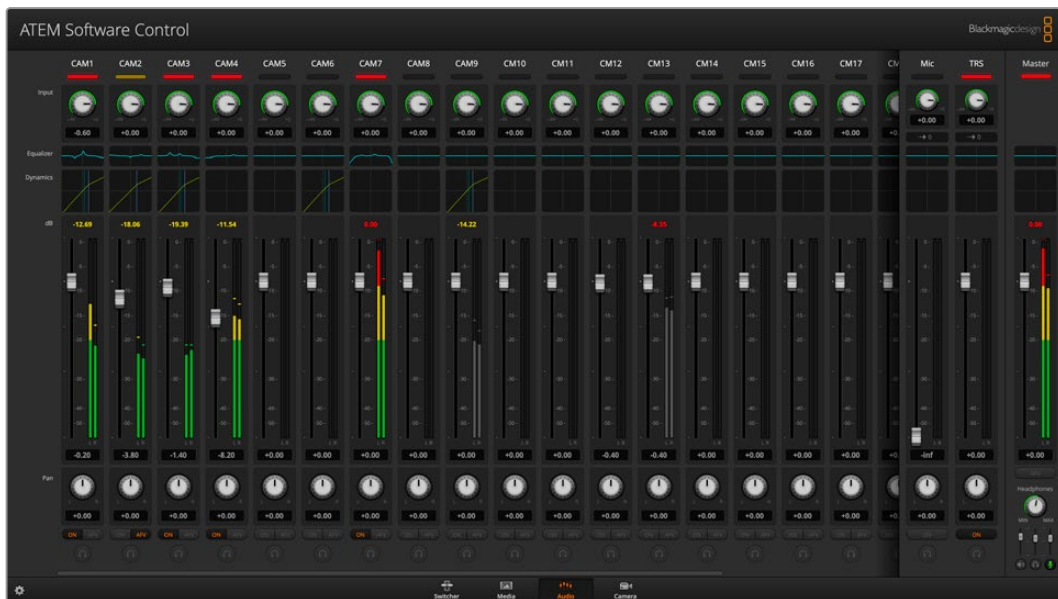 ATEM Software Control
Blackmagicdesign
CAM1 CAM2 CAM3 CAM4 CAM5 CAM6 CAM7 CAM8 CAM9 CM10 CM11 CM12 CM13 CM14 CM15 CM16 CM17 CM Mic TRS Master
Input
-0.60 +0.00 +0.00 +0.00 +0.00 +0.00 +0.00 +0.00 +0.00 +0.00 +0.00 +0.00 +0.00 +0.00 +0.00 +0.00 +0.00 +0. +0.00 +0.00
Equalizer
Dynamics
dB -12.69 -18.06 -19.39 -11.54 0.00 -14.22 -4.35 0.00
-0.20 -3.80 -1.40 -8.20 +0.00 +0.00 +0.00 +0.00 +0.00 +0.00 +0.00 -0.40 -0.40 +0.00 +0.00 +0.00 +0.00 +0. -inf +0.00 +0.00
Pan
+0.00 +0.00 +0.00 +0.00 +0.00 +0.00 +0.00 +0.00 +0.00 +0.00 +0.00 +0.00 +0.00 +0.00 +0.00 +0.00 +0.00 +0. +0.00 +0.00
Headphones
MIN MAX
ON AFV ON ON ON ON
Switcher Media Audio Camera